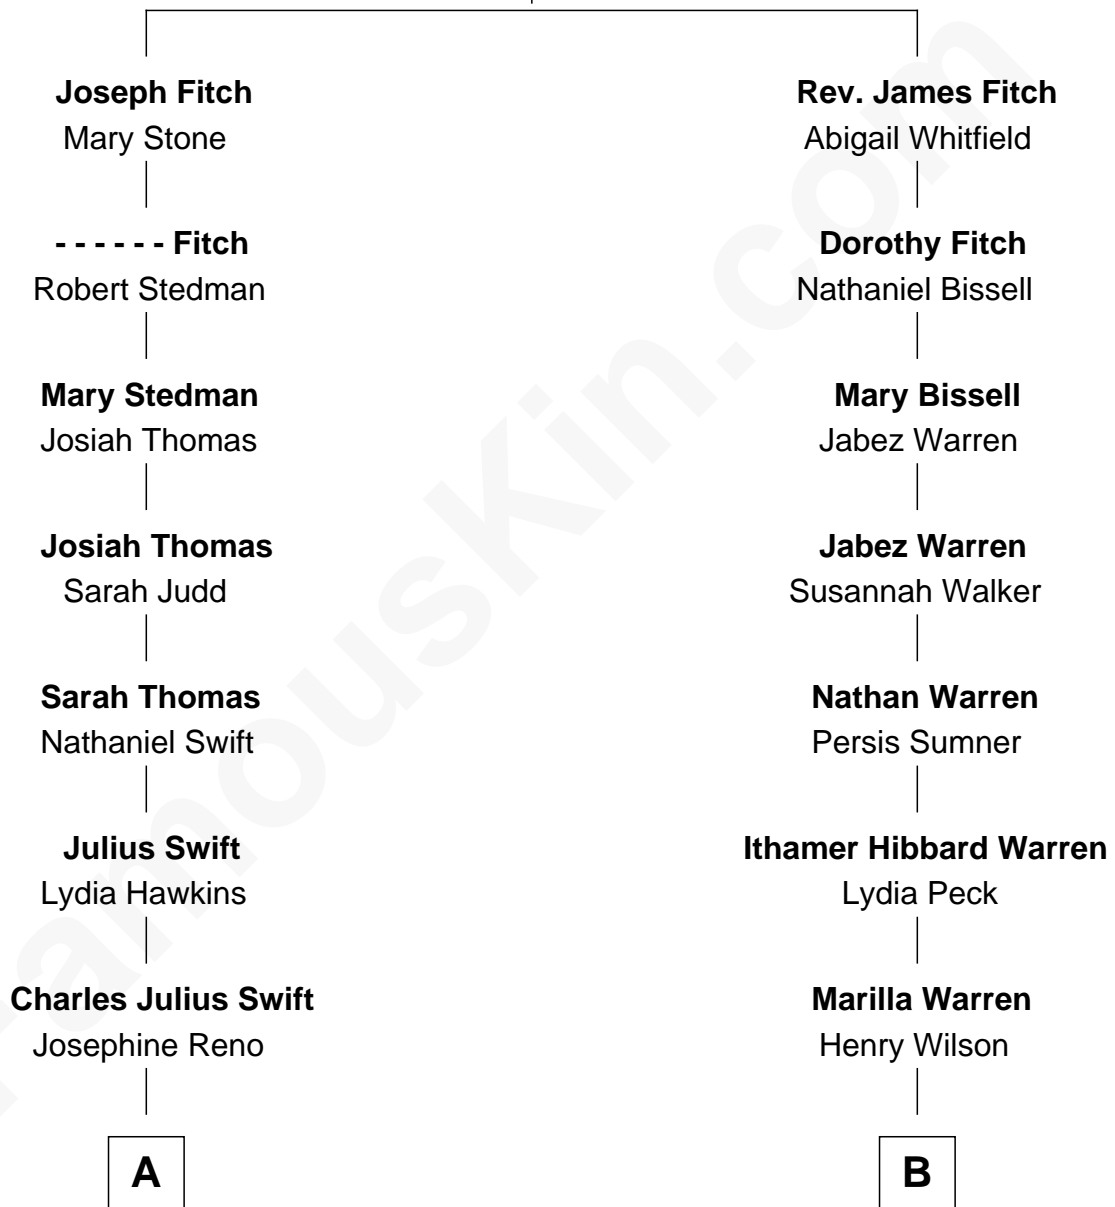 Joseph Fitch
Mary Stone
- - - - - - Fitch
Robert Stedman
Mary Stedman
Josiah Thomas
Josiah Thomas
Sarah Judd
Sarah Thomas
Nathaniel Swift
Julius Swift
Lydia Hawkins
Charles Julius Swift
Josephine Reno
A
Rev. James Fitch
Abigail Whitfield
Dorothy Fitch
Nathaniel Bissell
Mary Bissell
Jabez Warren
Jabez Warren
Susannah Walker
Nathan Warren
Persis Sumner
Ithamer Hibbard Warren
Lydia Peck
Marilla Warren
Henry Wilson
B
FamousKin.com